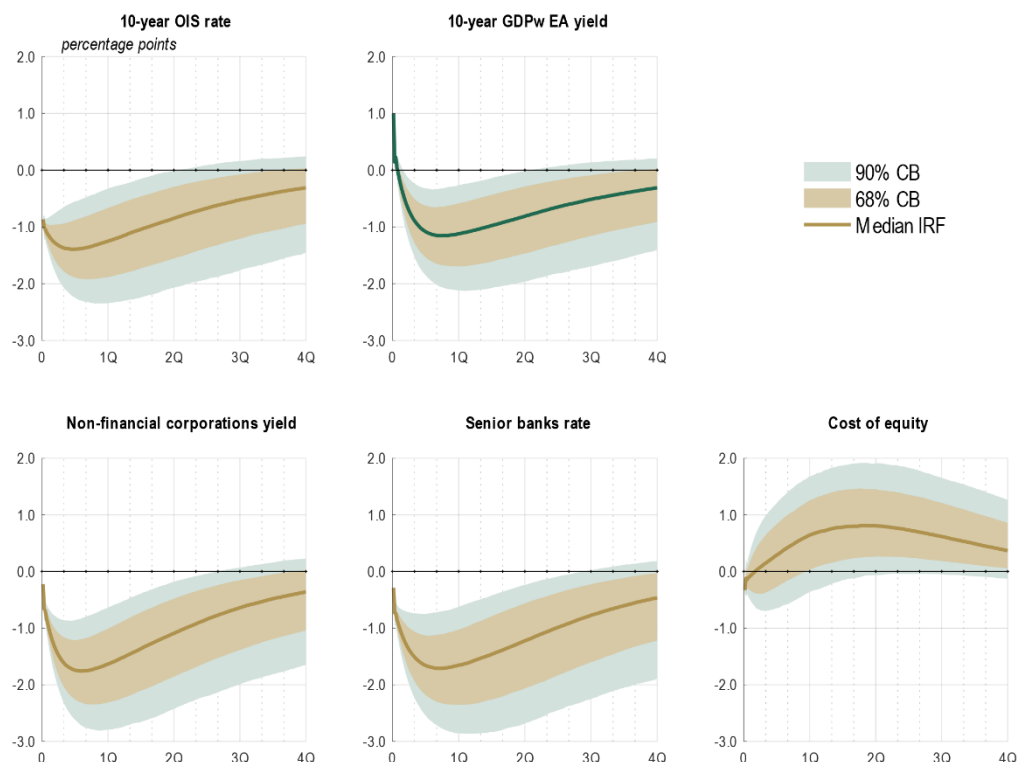 10-year OIS rate
percentage points
2.0
1.0
0.0
-1.0
-2.0
-3.0
0 1Q 2Q 3Q 4Q
10-year GDPw EA yield
2.0
1.0
0.0
-1.0
-2.0
-3.0
0 1Q 2Q 3Q 4Q
90% CB
68% CB
Median IRF
Non-financial corporations yield
2.0
1.0
0.0
-1.0
-2.0
-3.0
0 1Q 2Q 3Q 4Q
Senior banks rate
2.0
1.0
0.0
-1.0
-2.0
-3.0
0 1Q 2Q 3Q 4Q
Cost of equity
2.0
1.0
0.0
-1.0
-2.0
-3.0
0 1Q 2Q 3Q 4Q